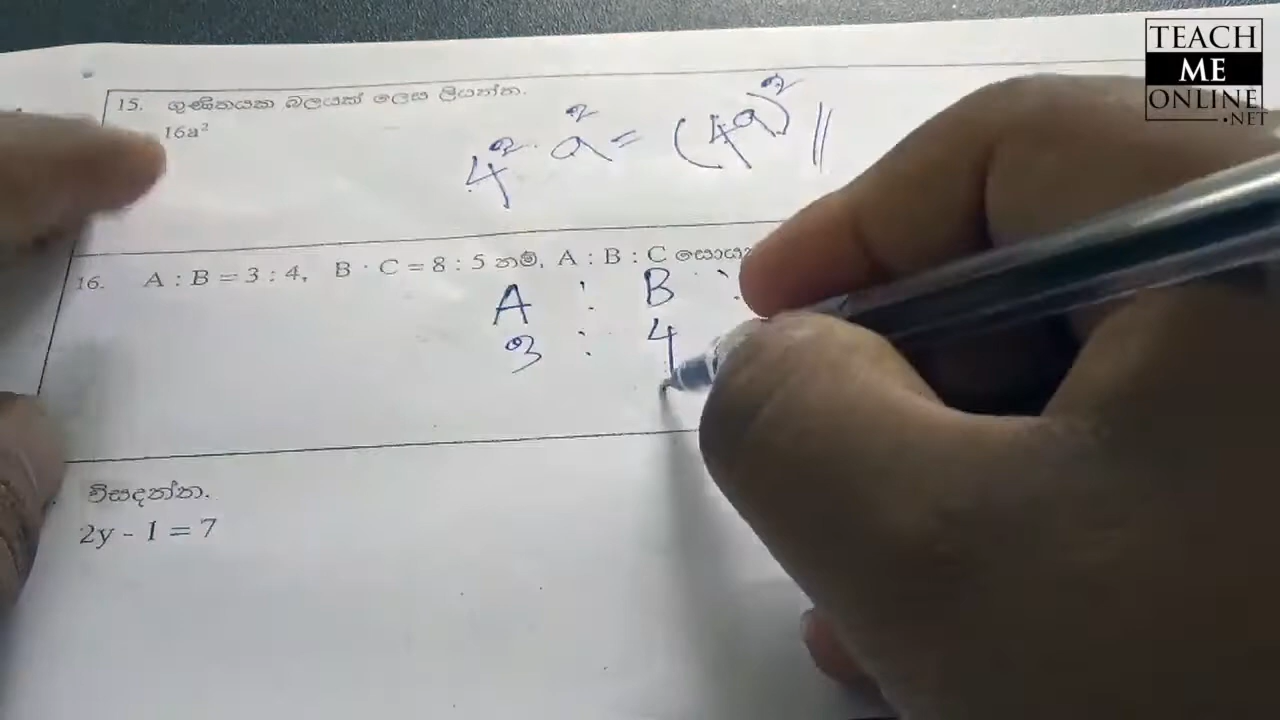 TEACH
ME
ONLINE
.NET
15. ගුණිතයක බලයක් ලෙස ලියන්න.
16a²
4² · a² = (4a)² //
16. A : B = 3 : 4, B : C = 8 : 5 නම්, A : B : C
A : B :
3 : 4
විසඳන්න.
2y - 1 = 7